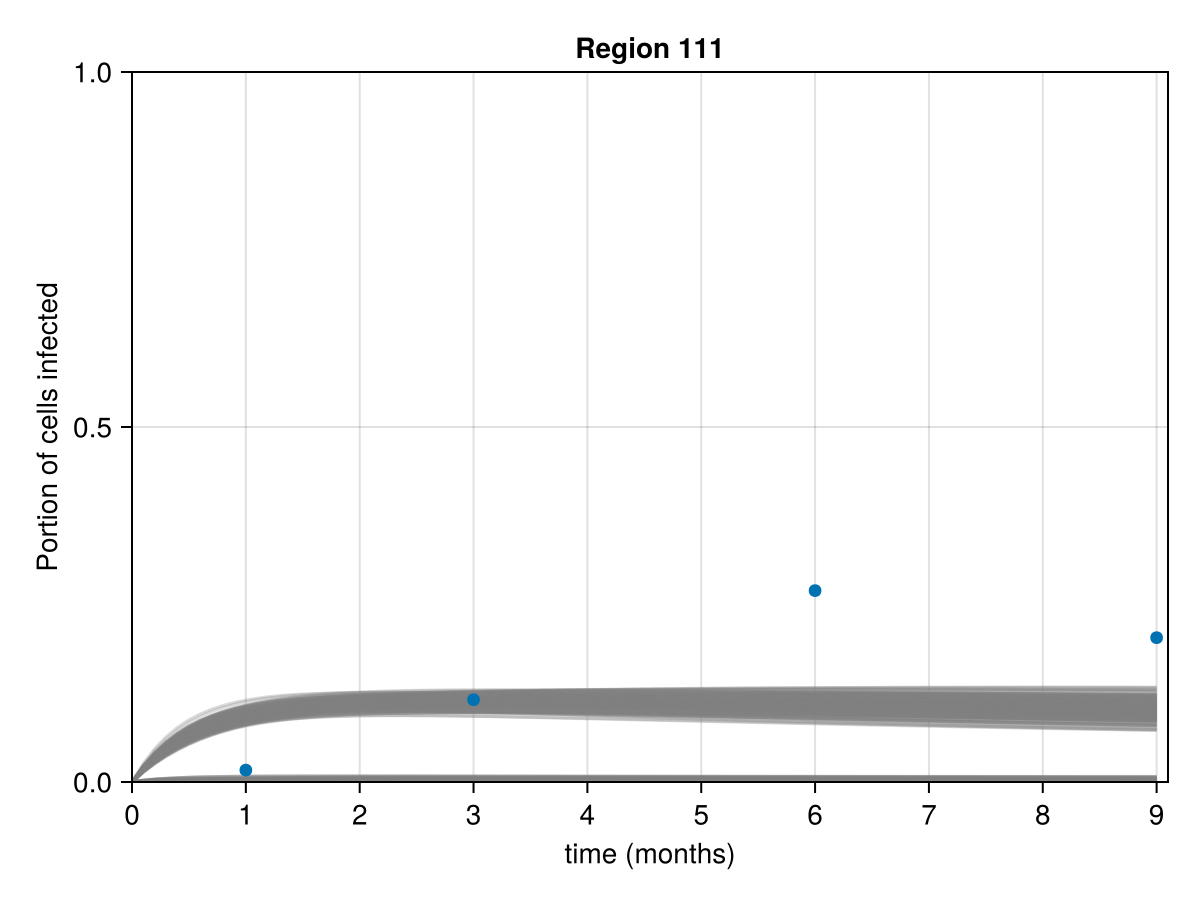 Region 111
1.0
0.5
0.0
Portion of cells infected
0 1 2 3 4 5 6 7 8 9
time (months)